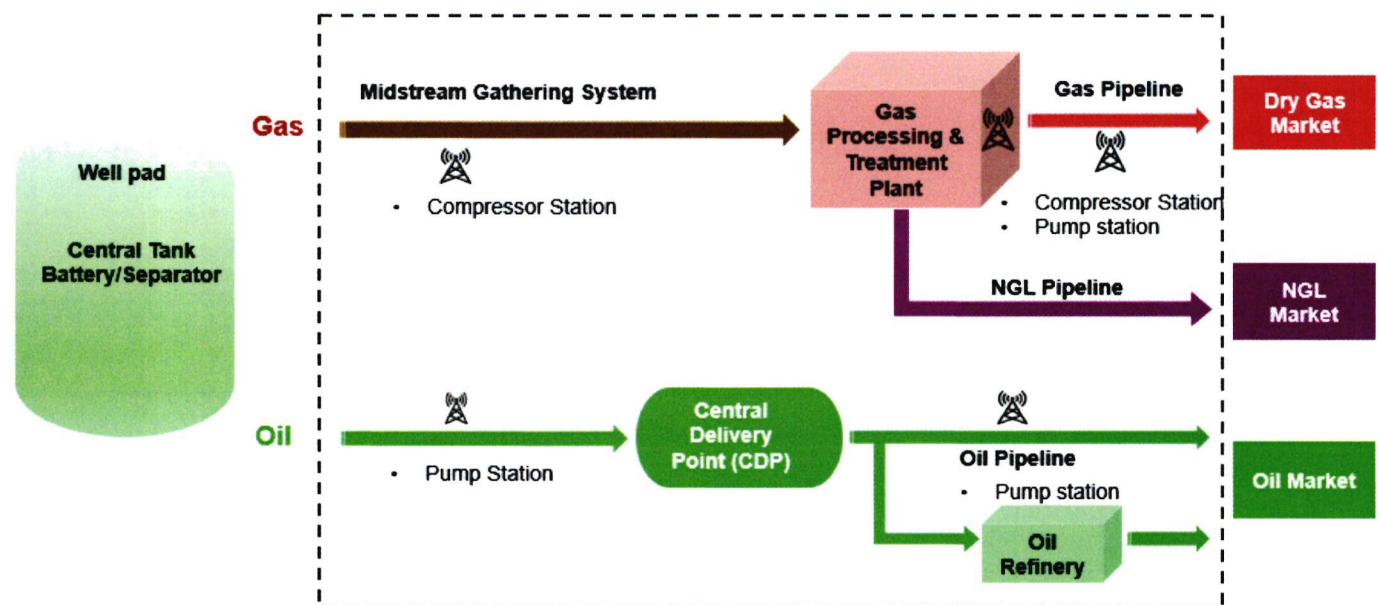 Well pad
Central Tank
Battery/Separator
Gas
Midstream Gathering System
• Compressor Station
Gas
Processing &
Treatment
Plant
Gas Pipeline
• Compressor Station
• Pump station
Dry Gas
Market
NGL Pipeline
NGL
Market
Oil
• Pump Station
Central
Delivery
Point (CDP)
Oil Pipeline
• Pump station
Oil
Refinery
Oil Market